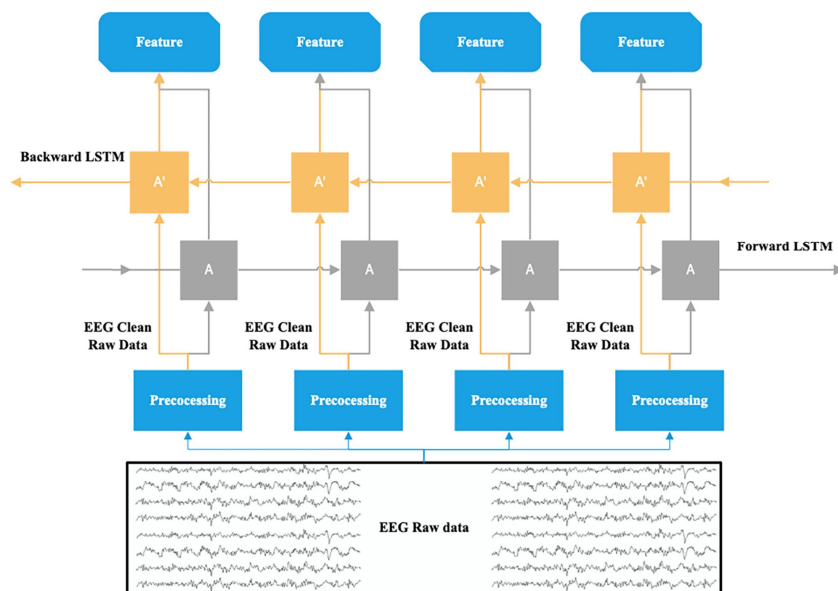 Feature Feature Feature Feature
Backward LSTM
A' A' A' A'
A A A A
Forward LSTM
EEG Clean
Raw Data
EEG Clean
Raw Data
EEG Clean
Raw Data
EEG Clean
Raw Data
Precocessing Precocessing Precocessing Precocessing
EEG Raw data